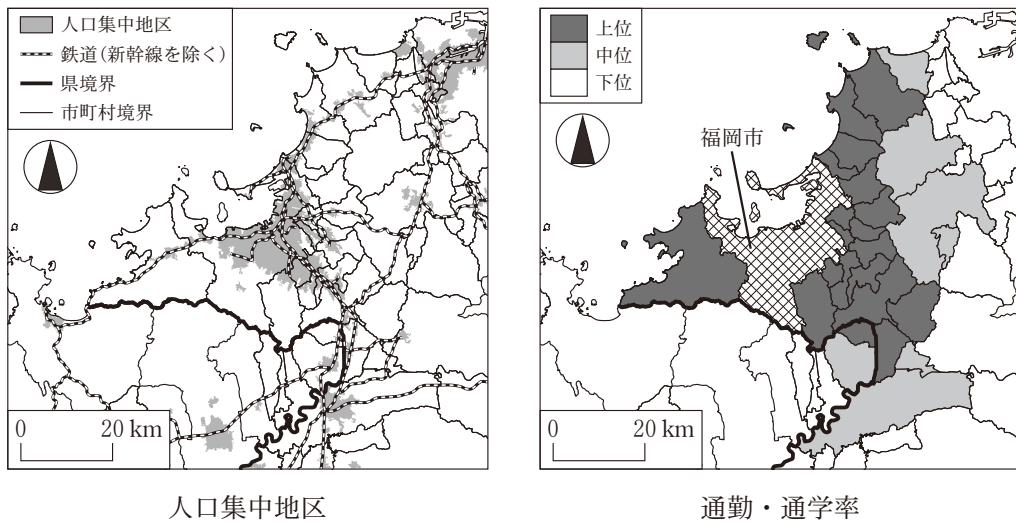 人口集中地区
鉄道(新幹線を除く)
県境界
市町村境界
0 20 km
人口集中地区
上位
中位
下位
福岡市
0 20 km
通勤・通学率